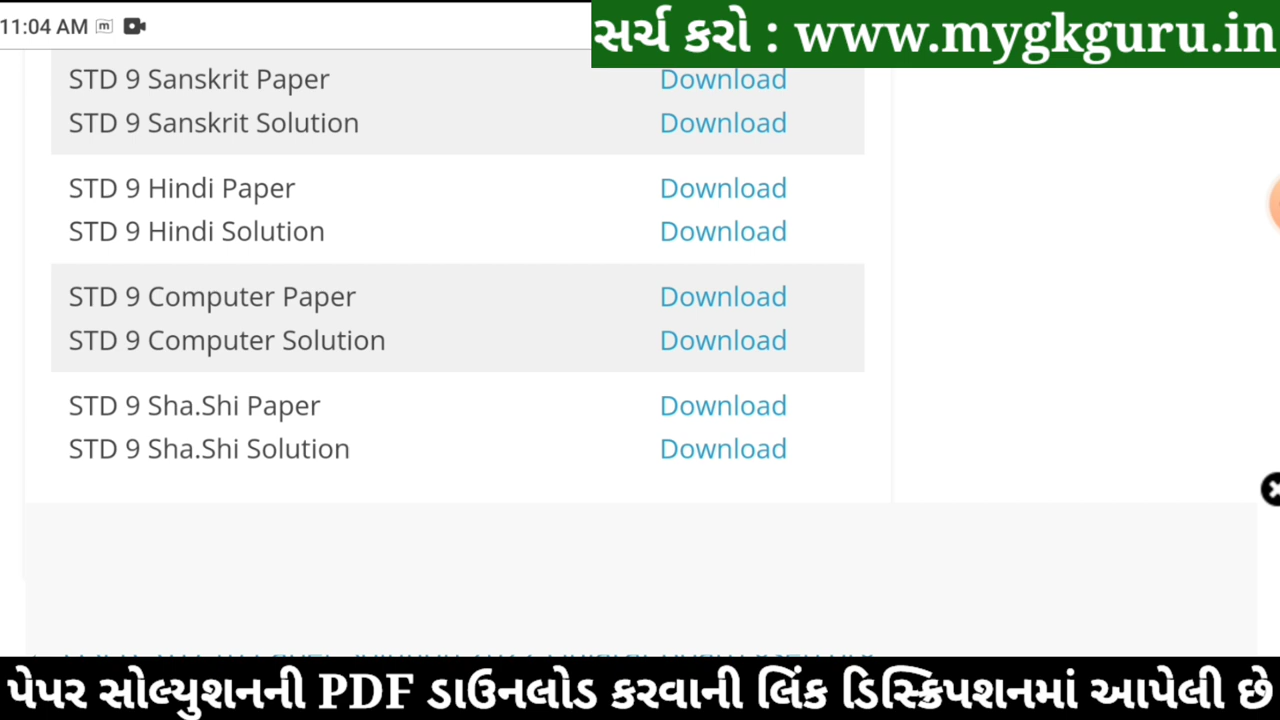 11:04 AM
સર્ચ કરો : www.mygkguru.in
STD 9 Sanskrit Paper Download
STD 9 Sanskrit Solution Download
STD 9 Hindi Paper Download
STD 9 Hindi Solution Download
STD 9 Computer Paper Download
STD 9 Computer Solution Download
STD 9 Sha.Shi Paper Download
STD 9 Sha.Shi Solution Download
પેપર સોલ્યુશનની PDF ડાઉનલોડ કરવાની લિંક ડિસ્ક્રિપશનમાં આપેલી છે